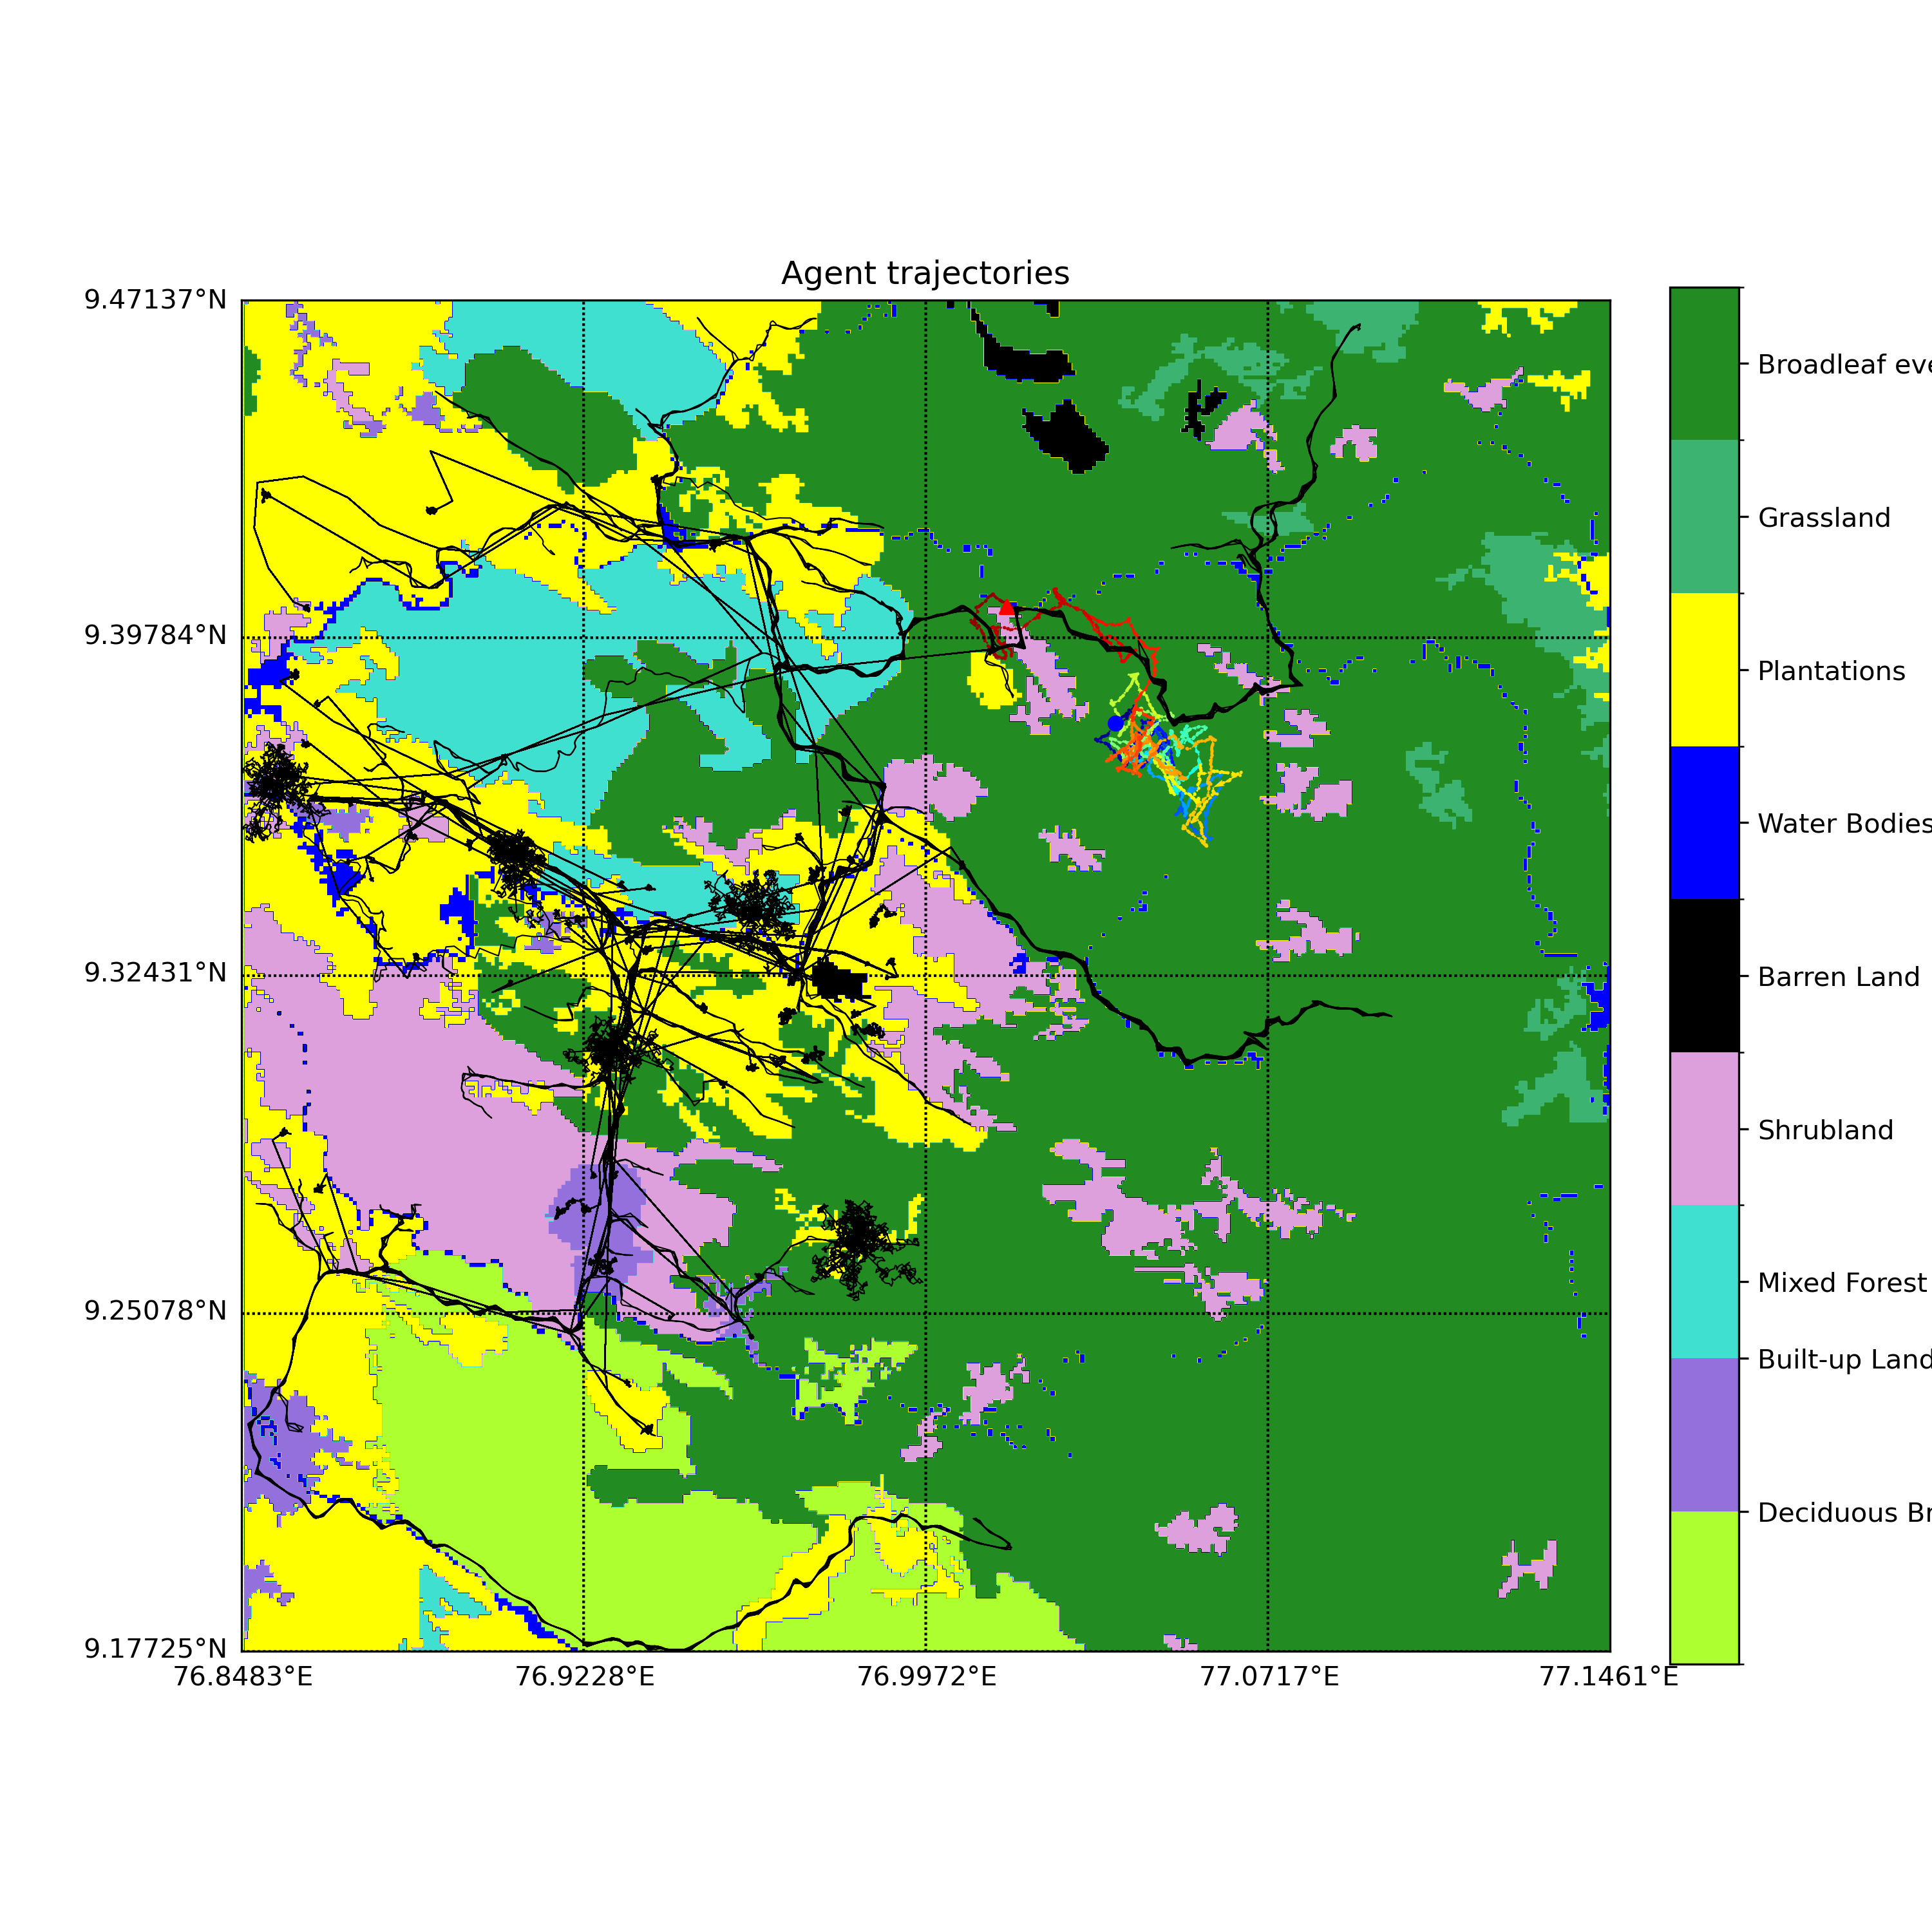 Agent trajectories
9.47137°N
9.39784°N
9.32431°N
9.25078°N
9.17725°N
76.8483°E
76.9228°E
76.9972°E
77.0717°E
77.1461°E
Broadleaf eve
Grassland
Plantations
Water Bodies
Barren Land
Shrubland
Mixed Forest
Built-up Land
Deciduous Br